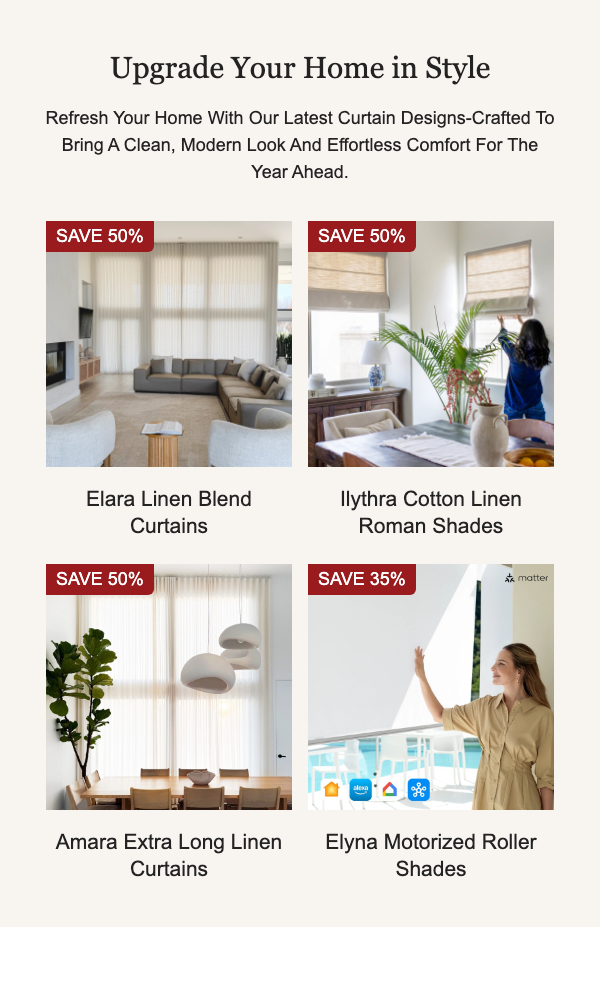 Upgrade Your Home in Style
Refresh Your Home With Our Latest Curtain Designs-Crafted To
Bring A Clean, Modern Look And Effortless Comfort For The
Year Ahead.
SAVE 50%
SAVE 50%
Elara Linen Blend
Curtains
Ilythra Cotton Linen
Roman Shades
SAVE 50%
SAVE 35%
matter
alexa
Amara Extra Long Linen
Curtains
Elyna Motorized Roller
Shades